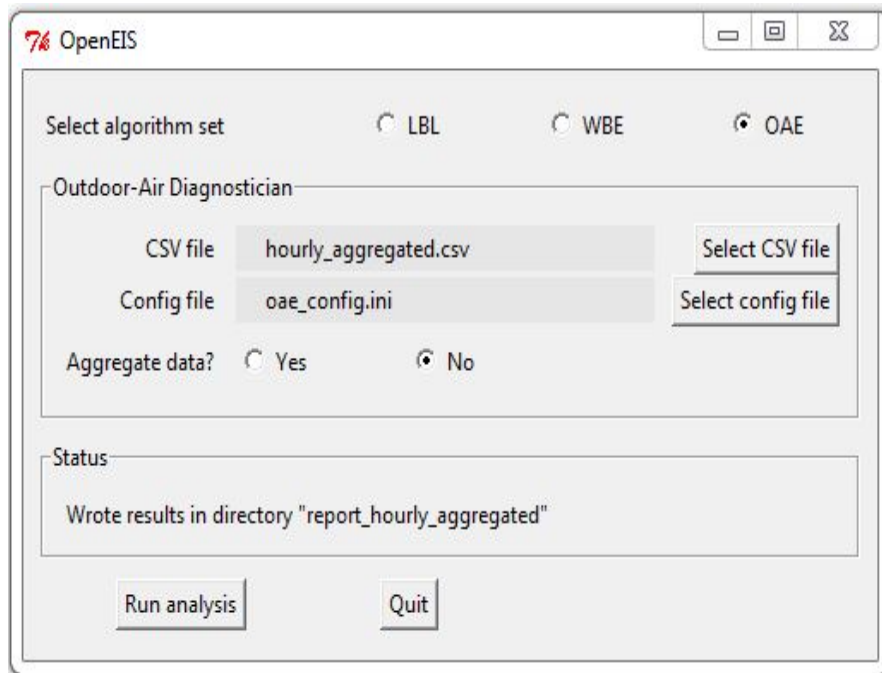 OpenEIS
Select algorithm set LBL WBE OAE
Outdoor-Air Diagnostician
CSV file hourly_aggregated.csv Select CSV file
Config file oae_config.ini Select config file
Aggregate data? Yes No
Status
Wrote results in directory "report_hourly_aggregated"
Run analysis Quit